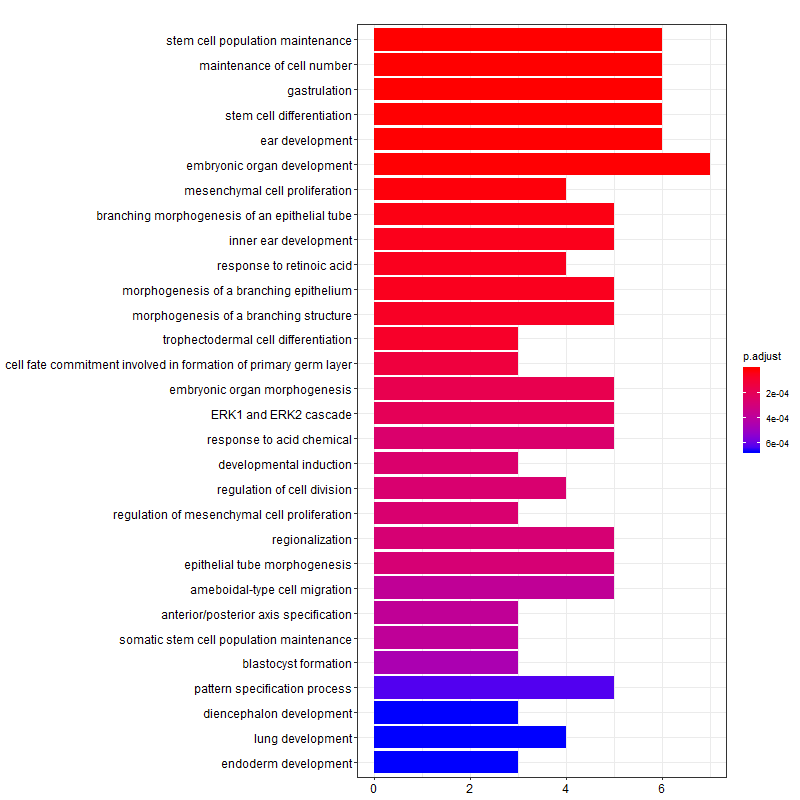 stem cell population maintenance
maintenance of cell number
gastrulation
stem cell differentiation
ear development
embryonic organ development
mesenchymal cell proliferation
branching morphogenesis of an epithelial tube
inner ear development
response to retinoic acid
morphogenesis of a branching epithelium
morphogenesis of a branching structure
trophectodermal cell differentiation
cell fate commitment involved in formation of primary germ layer
embryonic organ morphogenesis
ERK1 and ERK2 cascade
response to acid chemical
developmental induction
regulation of cell division
regulation of mesenchymal cell proliferation
regionalization
epithelial tube morphogenesis
ameboidal-type cell migration
anterior/posterior axis specification
somatic stem cell population maintenance
blastocyst formation
pattern specification process
diencephalon development
lung development
endoderm development
0 2 4 6
p.adjust
2e-04
4e-04
6e-04